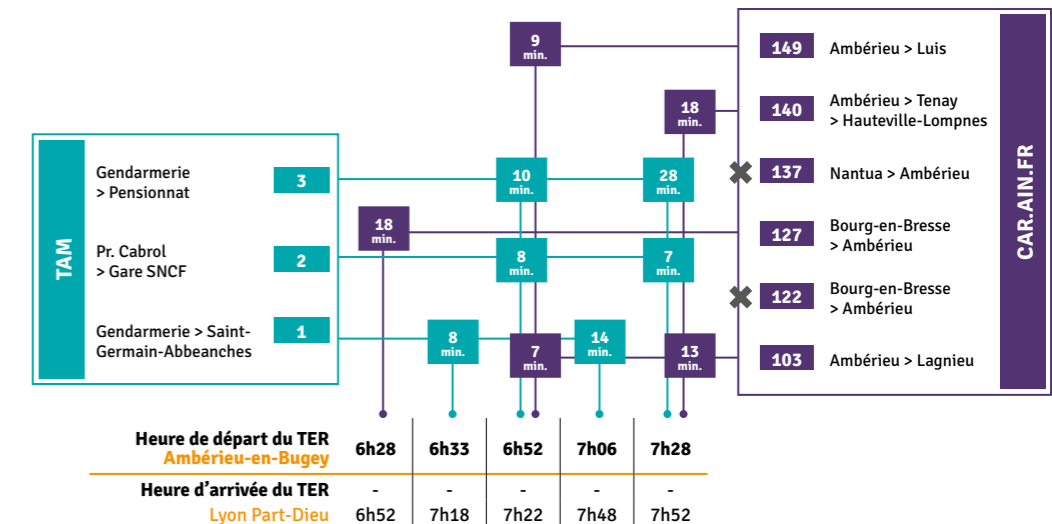 TAM
Gendarmerie
> Pensionnat
3
Pr. Cabrol
> Gare SNCF
2
Gendarmerie > Saint-
Germain-Abbeanches
1
9
min.
18
min.
10
min.
28
min.
18
min.
8
min.
7
min.
8
min.
7
min.
14
min.
13
min.
149 Ambérieu > Luis
140 Ambérieu > Tenay
> Hauteville-Lompnes
137 Nantua > Ambérieu
127 Bourg-en-Bresse
> Ambérieu
122 Bourg-en-Bresse
> Ambérieu
103 Ambérieu > Lagnieu
CAR.AIN.FR
Heure de départ du TER
Ambérieu-en-Bugey
6h28 6h33 6h52 7h06 7h28
Heure d'arrivée du TER - - - - -
Lyon Part-Dieu 6h52 7h18 7h22 7h48 7h52